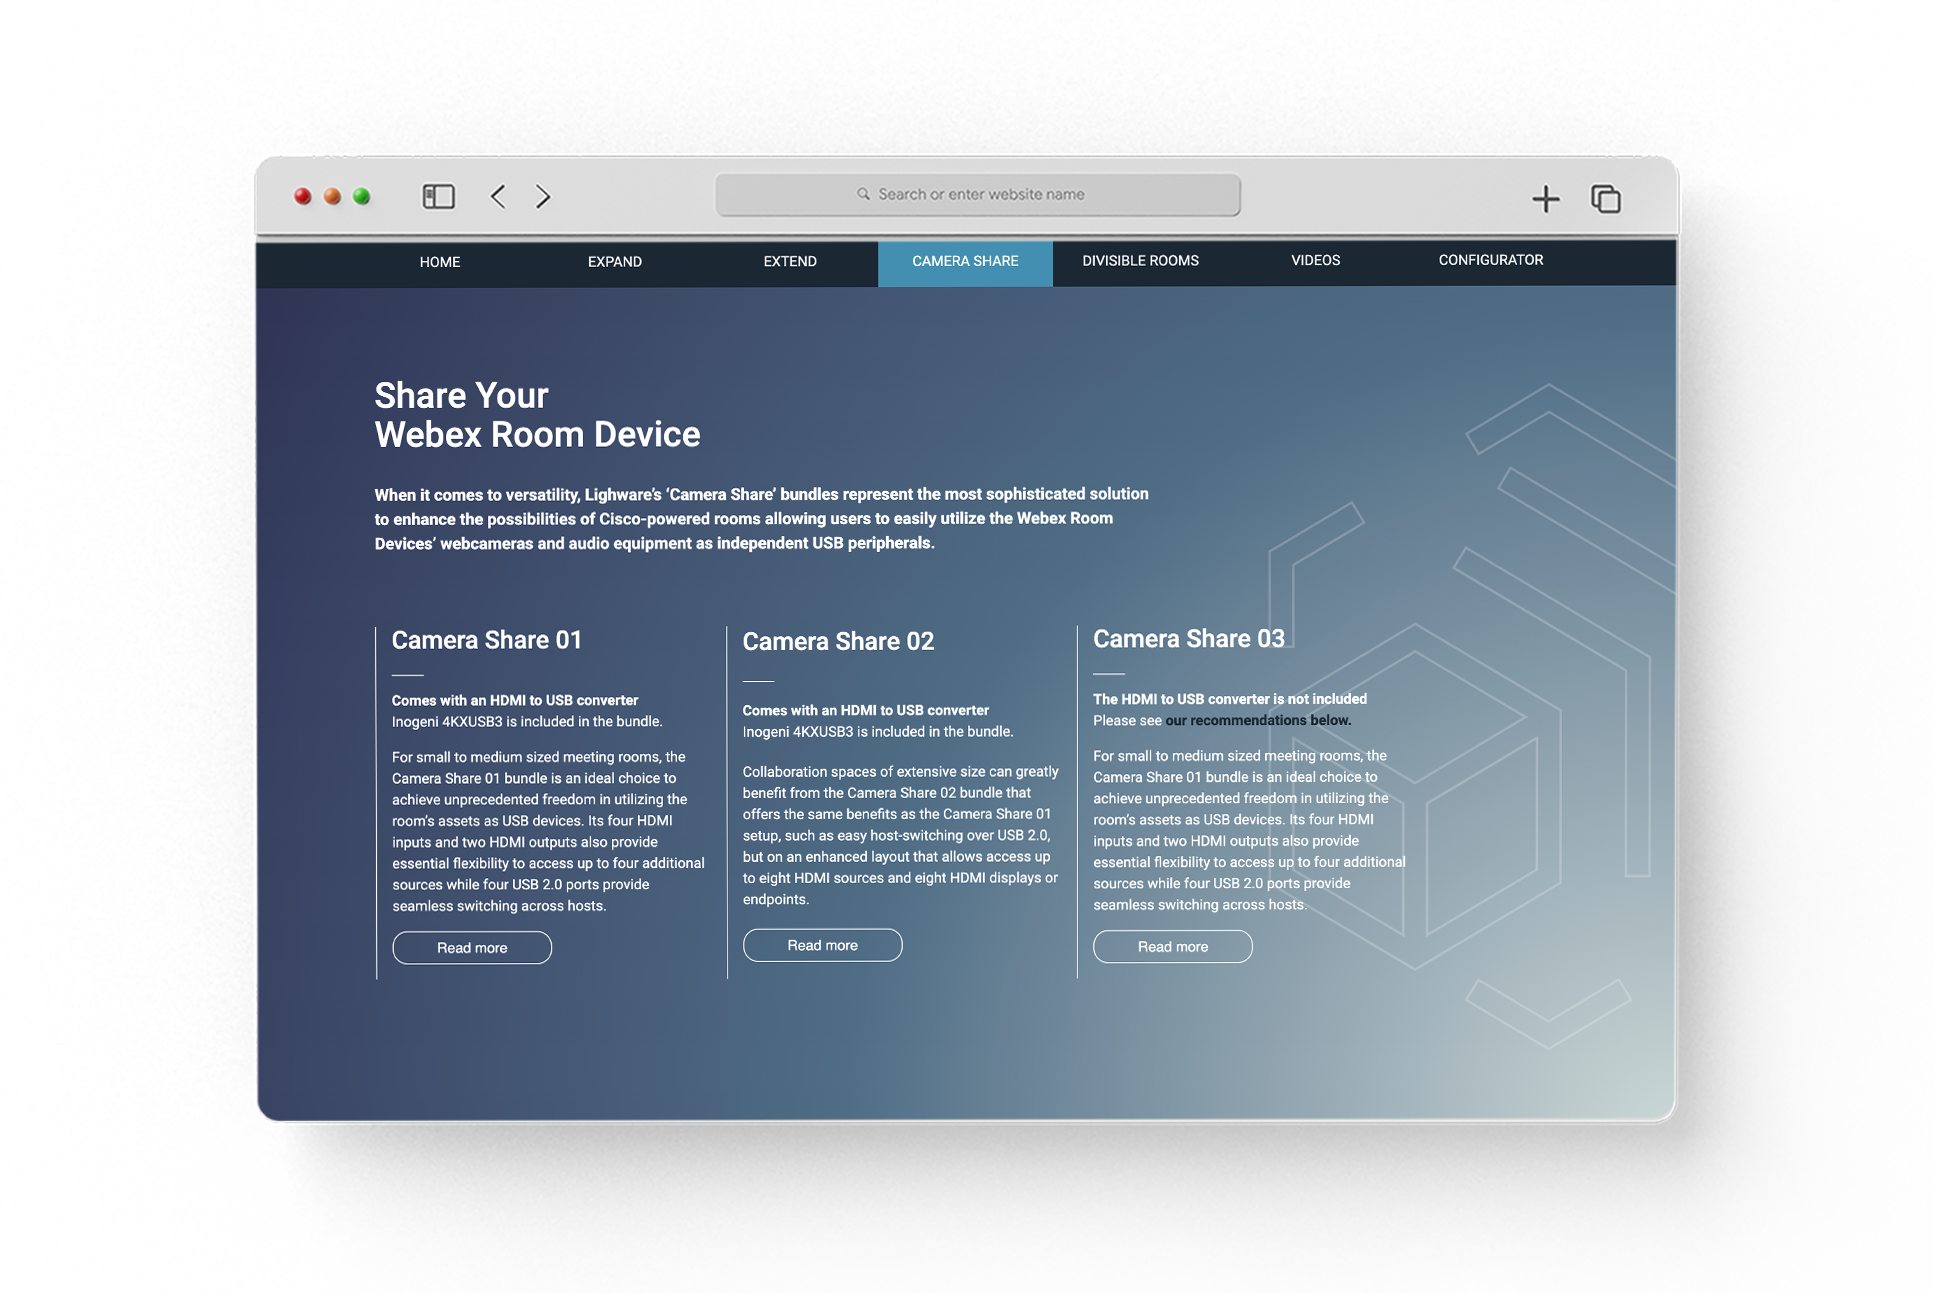 Search or enter website name
HOME
EXPAND
EXTEND
CAMERA SHARE
DIVISIBLE ROOMS
VIDEOS
CONFIGURATOR
Share Your
Webex Room Device
When it comes to versatility, Lighware's ‘Camera Share’ bundles represent the most sophisticated solution
to enhance the possibilities of Cisco-powered rooms allowing users to easily utilize the Webex Room
Devices’ webcameras and audio equipment as independent USB peripherals.
Camera Share 01
Comes with an HDMI to USB converter
Inogeni 4KXUSB3 is included in the bundle.
For small to medium sized meeting rooms, the
Camera Share 01 bundle is an ideal choice to
achieve unprecedented freedom in utilizing the
room’s assets as USB devices. Its four HDMI
inputs and two HDMI outputs also provide
essential flexibility to access up to four additional
sources while four USB 2.0 ports provide
seamless switching across hosts.
Read more
Camera Share 02
Comes with an HDMI to USB converter
Inogeni 4KXUSB3 is included in the bundle.
Collaboration spaces of extensive size can greatly
benefit from the Camera Share 02 bundle that
offers the same benefits as the Camera Share 01
setup, such as easy host-switching over USB 2.0,
but on an enhanced layout that allows access up
to eight HDMI sources and eight HDMI displays or
endpoints.
Read more
Camera Share 03
The HDMI to USB converter is not included
Please see our recommendations below.
For small to medium sized meeting rooms, the
Camera Share 01 bundle is an ideal choice to
achieve unprecedented freedom in utilizing the
room’s assets as USB devices. Its four HDMI
inputs and two HDMI outputs also provide
essential flexibility to access up to four additional
sources while four USB 2.0 ports provide
seamless switching across hosts.
Read more